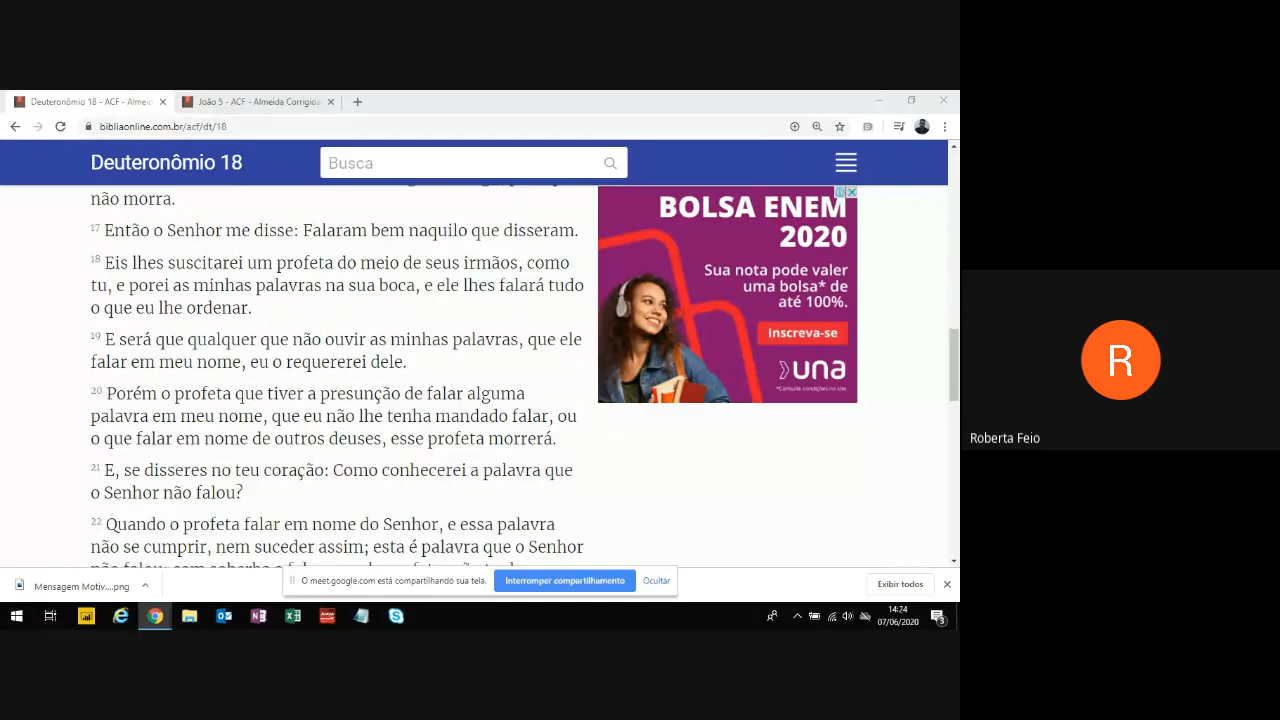 Deuteronômio 18 - ACF - Almei
João 5 - ACF - Almeida Corrigida
bibliaonline.com.br/acf/dt/18
Deuteronômio 18
Busca
não morra.
17 Então o Senhor me disse: Falaram bem naquilo que disseram.
18 Eis lhes suscitarei um profeta do meio de seus irmãos, como
tu, e porei as minhas palavras na sua boca, e ele lhes falará tudo
o que eu lhe ordenar.
19 E será que qualquer que não ouvir as minhas palavras, que ele
falar em meu nome, eu o requererei dele.
20 Porém o profeta que tiver a presunção de falar alguma
palavra em meu nome, que eu não lhe tenha mandado falar, ou
o que falar em nome de outros deuses, esse profeta morrerá.
21 E, se disseres no teu coração: Como conhecerei a palavra que
o Senhor não falou?
22 Quando o profeta falar em nome do Senhor, e essa palavra
não se cumprir, nem suceder assim; esta é palavra que o Senhor
BOLSA ENEM
2020
Sua nota pode valer
uma bolsa* de
até 100%.
Inscreva-se
una
*Consulte condições no site.
R
Roberta Feio
Mensagem Motiv....png
O meet.google.com está compartilhando sua tela.
Interromper compartilhamento
Ocultar
Exibir todos
14:24
07/06/2020
3